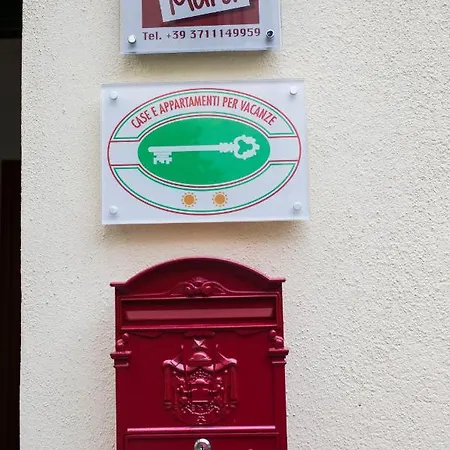 Tel. +39 3711149959
CASE E APPARTAMENTI PER VACANZE